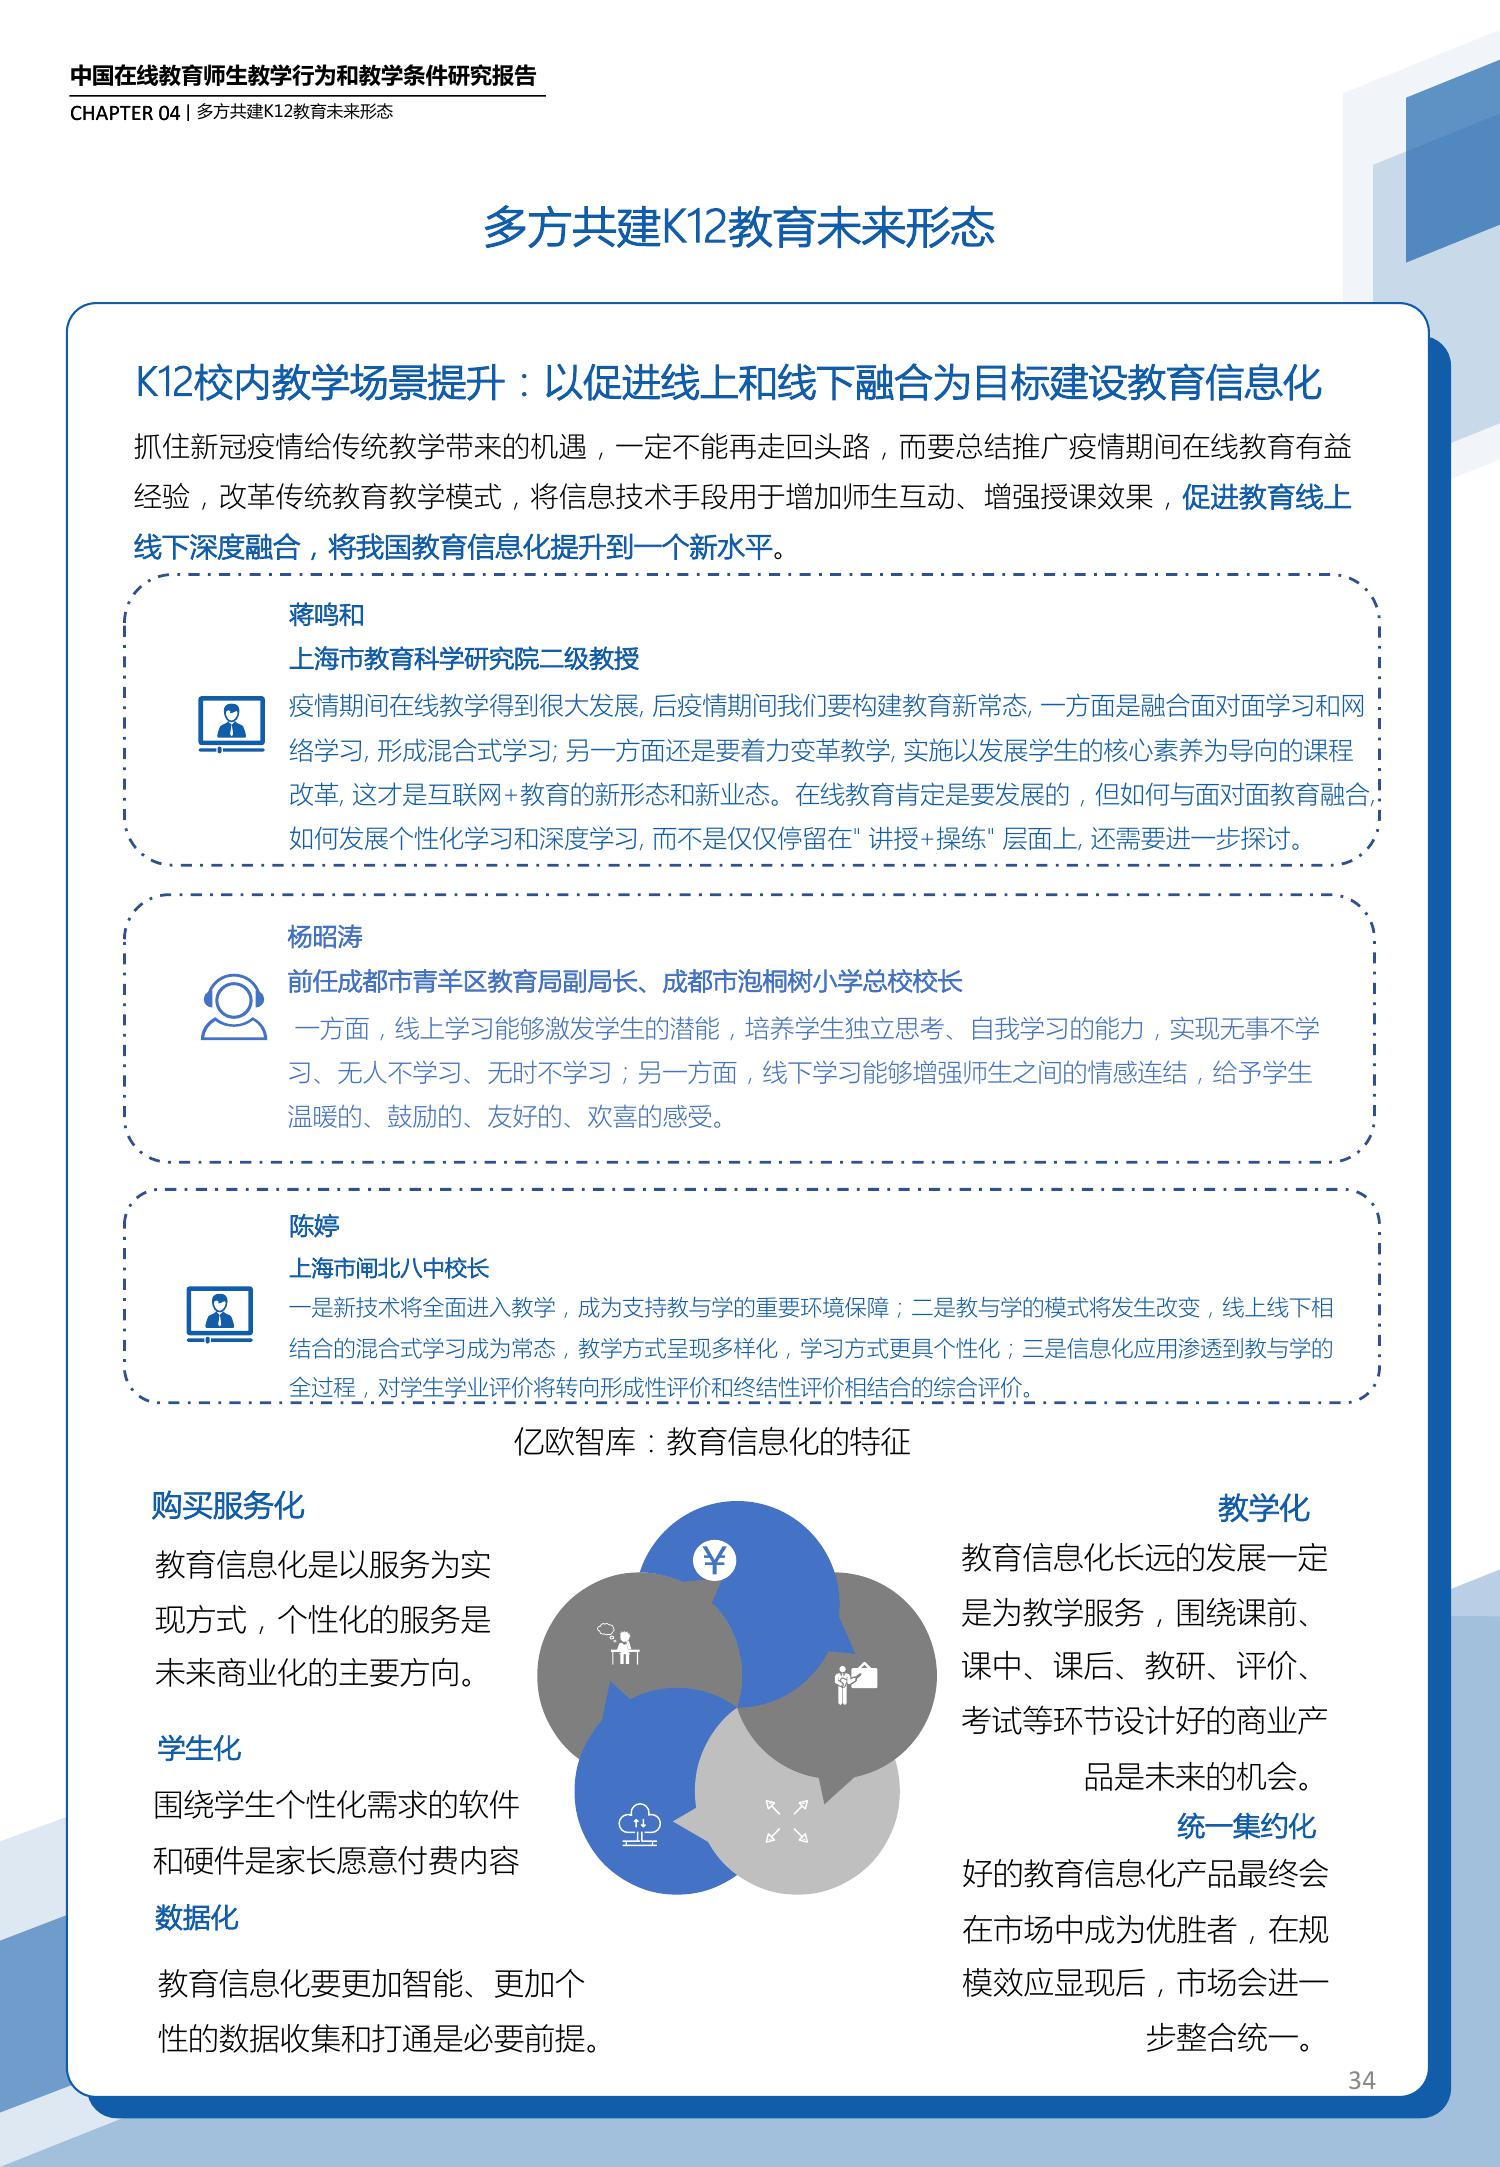 中国在线教育师生教学行为和教学条件研究报告
CHAPTER 04 | 多方共建K12教育未来形态
多方共建K12教育未来形态
K12校内教学场景提升：以促进线上和线下融合为目标建设教育信息化
抓住新冠疫情给传统教学带来的机遇，一定不能再走回头路，而要总结推广疫情期间在线教育有益
经验，改革传统教育教学模式，将信息技术手段用于增加师生互动、增强授课效果，促进教育线上
线下深度融合，将我国教育信息化提升到一个新水平。
蒋鸣和
上海市教育科学研究院二级教授
疫情期间在线教学得到很大发展, 后疫情期间我们要构建教育新常态, 一方面是融合面对面学习和网
络学习, 形成混合式学习; 另一方面还是要着力变革教学, 实施以发展学生的核心素养为导向的课程
改革, 这才是互联网+教育的新形态和新业态。在线教育肯定是要发展的，但如何与面对面教育融合,
如何发展个性化学习和深度学习, 而不是仅仅停留在" 讲授+操练" 层面上, 还需要进一步探讨。
杨昭涛
前任成都市青羊区教育局副局长、成都市泡桐树小学总校校长
一方面，线上学习能够激发学生的潜能，培养学生独立思考、自我学习的能力，实现无事不学
习、无人不学习、无时不学习；另一方面，线下学习能够增强师生之间的情感连结，给予学生
温暖的、鼓励的、友好的、欢喜的感受。
陈婷
上海市闸北八中校长
一是新技术将全面进入教学，成为支持教与学的重要环境保障；二是教与学的模式将发生改变，线上线下相
结合的混合式学习成为常态，教学方式呈现多样化，学习方式更具个性化；三是信息化应用渗透到教与学的
全过程，对学生学业评价将转向形成性评价和终结性评价相结合的综合评价。
亿欧智库：教育信息化的特征
购买服务化
教育信息化是以服务为实
现方式，个性化的服务是
未来商业化的主要方向。
学生化
围绕学生个性化需求的软件
和硬件是家长愿意付费内容
数据化
教育信息化要更加智能、更加个
性的数据收集和打通是必要前提。
¥
教学化
教育信息化长远的发展一定
是为教学服务，围绕课前、
课中、课后、教研、评价、
考试等环节设计好的商业产
品是未来的机会。
统一集约化
好的教育信息化产品最终会
在市场中成为优胜者，在规
模效应显现后，市场会进一
步整合统一。
34